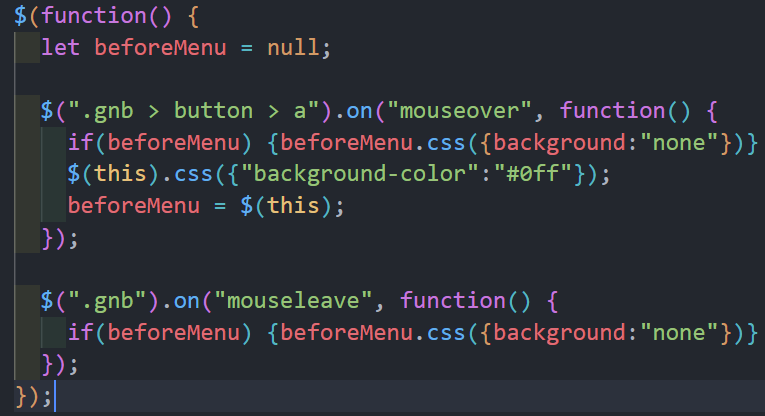 $(function() {
let beforeMenu = null;
$(".gnb > button > a").on("mouseover", function() {
if(beforeMenu) {beforeMenu.css({background:"none"})}
$(this).css({"background-color":"#0ff"});
beforeMenu = $(this);
});
$(".gnb").on("mouseleave", function() {
if(beforeMenu) {beforeMenu.css({background:"none"})}
});
});